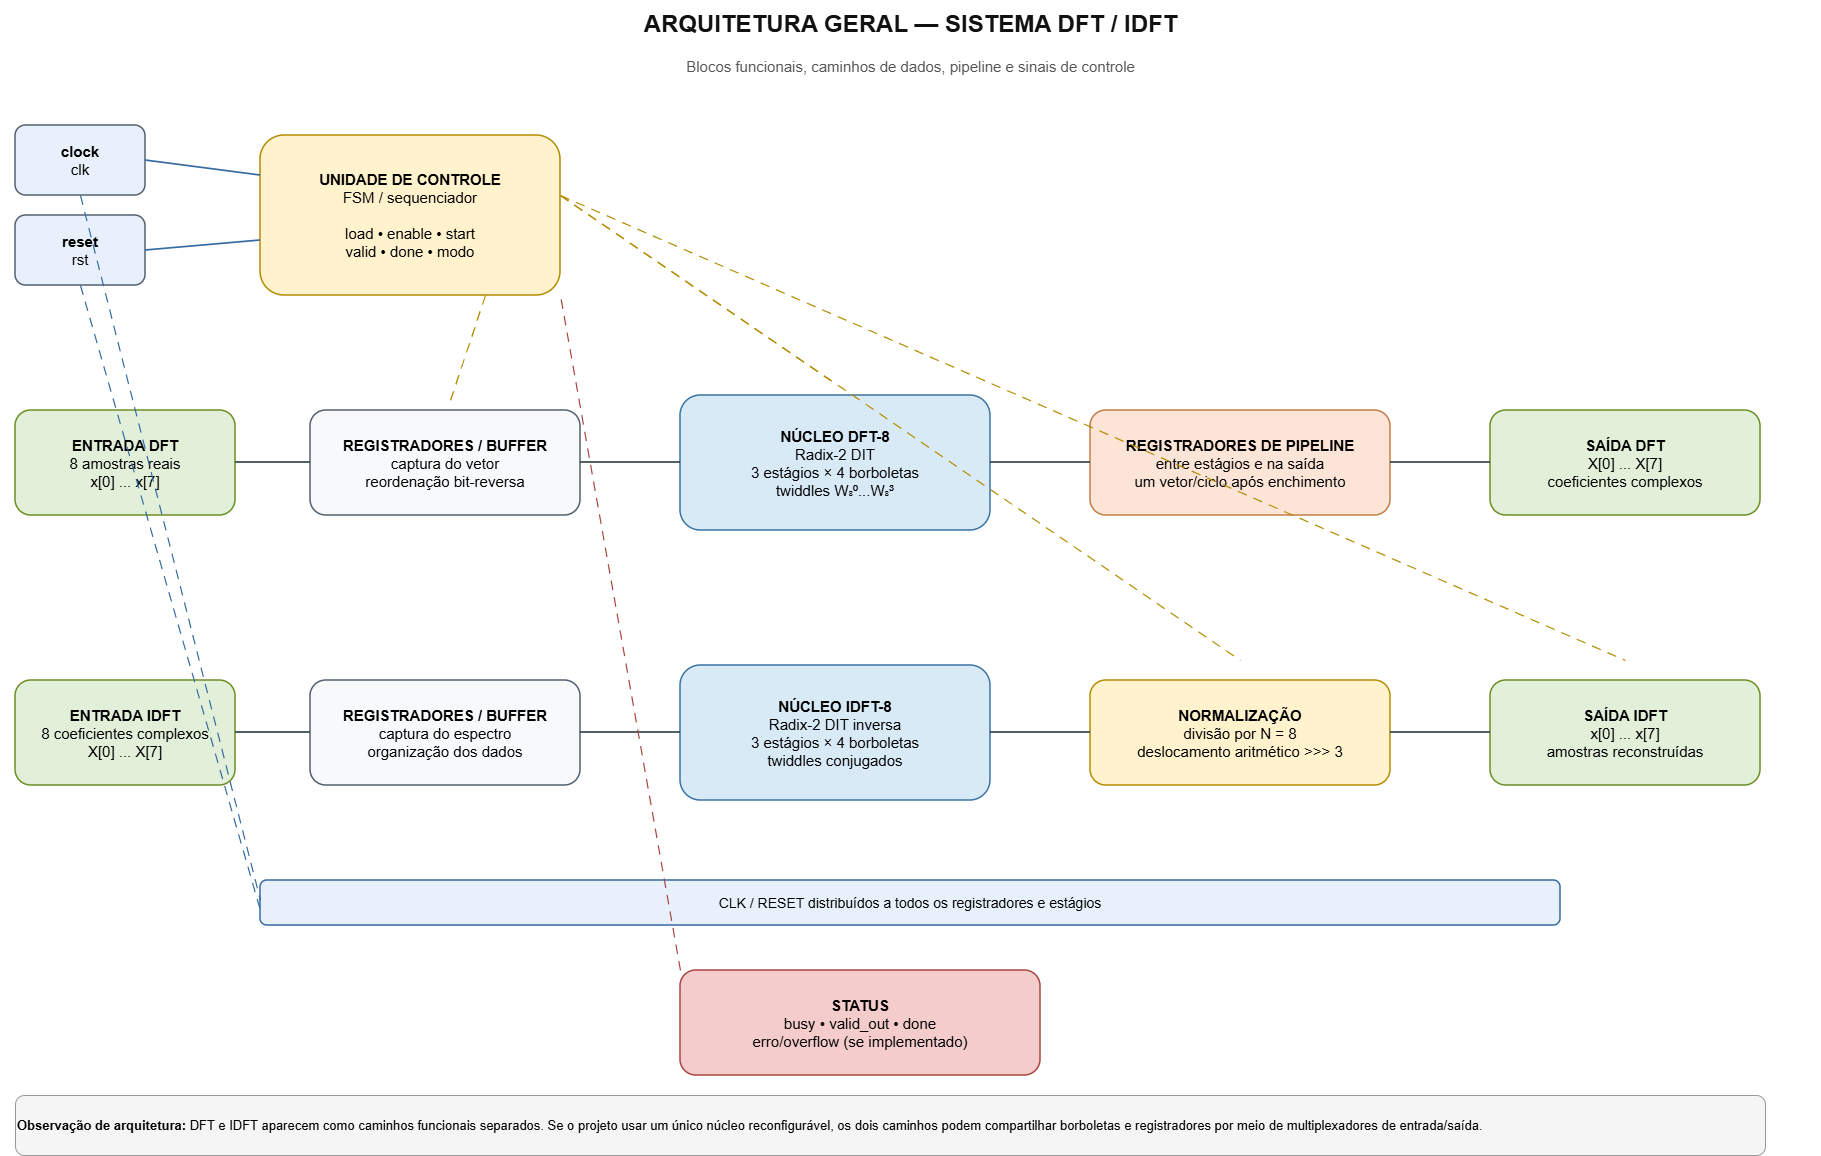 ARQUITETURA GERAL — SISTEMA DFT / IDFT
Blocos funcionais, caminhos de dados, pipeline e sinais de controle
clock
clk
reset
rst
UNIDADE DE CONTROLE
FSM / sequenciador
load • enable • start
valid • done • modo
ENTRADA DFT
8 amostras reais
x[0] ... x[7]
REGISTRADORES / BUFFER
captura do vetor
reordenação bit-reversa
NÚCLEO DFT-8
Radix-2 DIT
3 estágios × 4 borboletas
twiddles W₈⁰...W₈³
REGISTRADORES DE PIPELINE
entre estágios e na saída
um vetor/ciclo após enchimento
SAÍDA DFT
X[0] ... X[7]
coeficientes complexos
ENTRADA IDFT
8 coeficientes complexos
X[0] ... X[7]
REGISTRADORES / BUFFER
captura do espectro
organização dos dados
NÚCLEO IDFT-8
Radix-2 DIT inversa
3 estágios × 4 borboletas
twiddles conjugados
NORMALIZAÇÃO
divisão por N = 8
deslocamento aritmético >>> 3
SAÍDA IDFT
x[0] ... x[7]
amostras reconstruídas
CLK / RESET distribuídos a todos os registradores e estágios
STATUS
busy • valid_out • done
erro/overflow (se implementado)
Observação de arquitetura: DFT e IDFT aparecem como caminhos funcionais separados. Se o projeto usar um único núcleo reconfigurável, os dois caminhos podem compartilhar borboletas e registradores por meio de multiplexadores de entrada/saída.